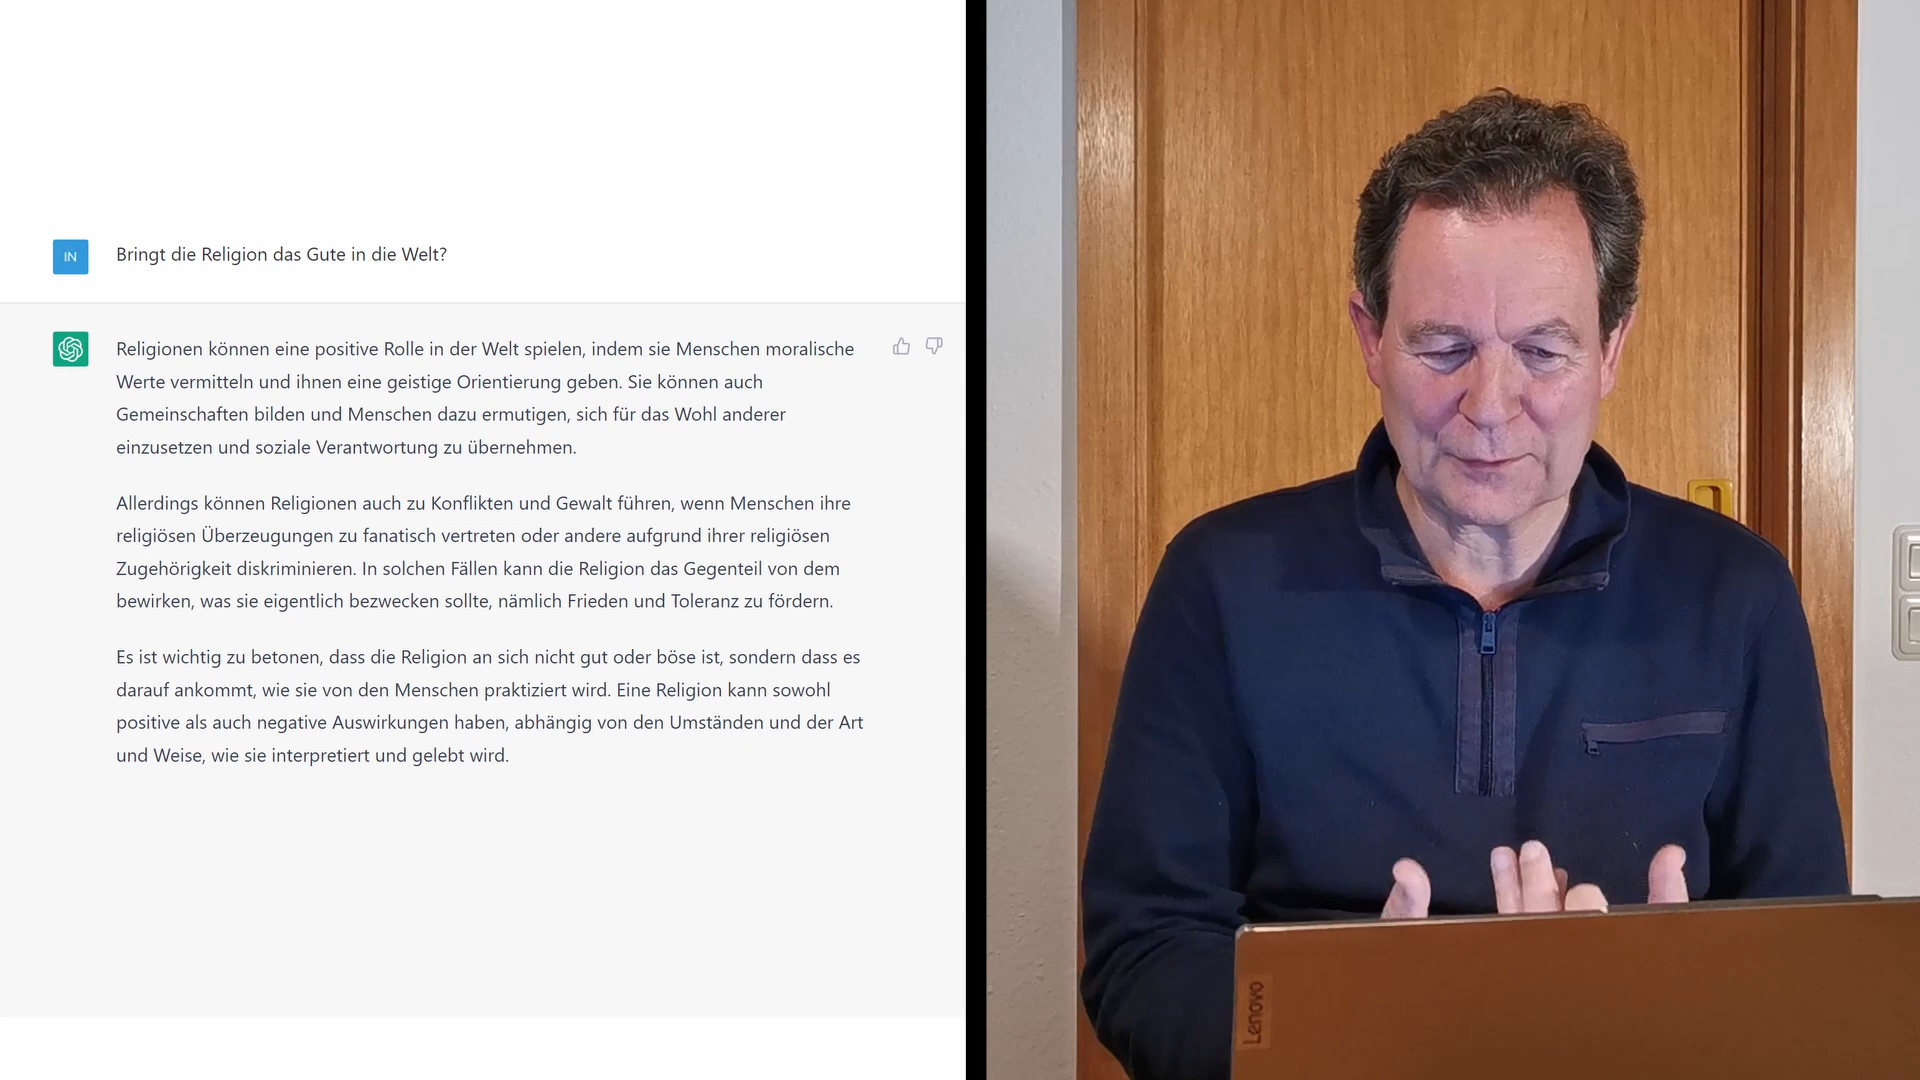 IN
Bringt die Religion das Gute in die Welt?
Religionen können eine positive Rolle in der Welt spielen, indem sie Menschen moralische
Werte vermitteln und ihnen eine geistige Orientierung geben. Sie können auch
Gemeinschaften bilden und Menschen dazu ermutigen, sich für das Wohl anderer
einzusetzen und soziale Verantwortung zu übernehmen.
Allerdings können Religionen auch zu Konflikten und Gewalt führen, wenn Menschen ihre
religiösen Überzeugungen zu fanatisch vertreten oder andere aufgrund ihrer religiösen
Zugehörigkeit diskriminieren. In solchen Fällen kann die Religion das Gegenteil von dem
bewirken, was sie eigentlich bezwecken sollte, nämlich Frieden und Toleranz zu fördern.
Es ist wichtig zu betonen, dass die Religion an sich nicht gut oder böse ist, sondern dass es
darauf ankommt, wie sie von den Menschen praktiziert wird. Eine Religion kann sowohl
positive als auch negative Auswirkungen haben, abhängig von den Umständen und der Art
und Weise, wie sie interpretiert und gelebt wird.
Lenovo